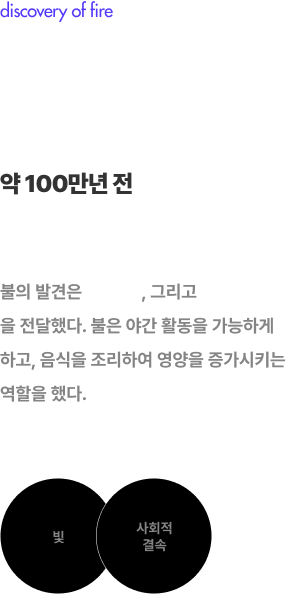 discovery of fire
약 100만년 전
불의 발견은 , 그리고
을 전달했다. 불은 야간 활동을 가능하게
하고, 음식을 조리하여 영양을 증가시키는
역할을 했다.
빛
사회적
결속